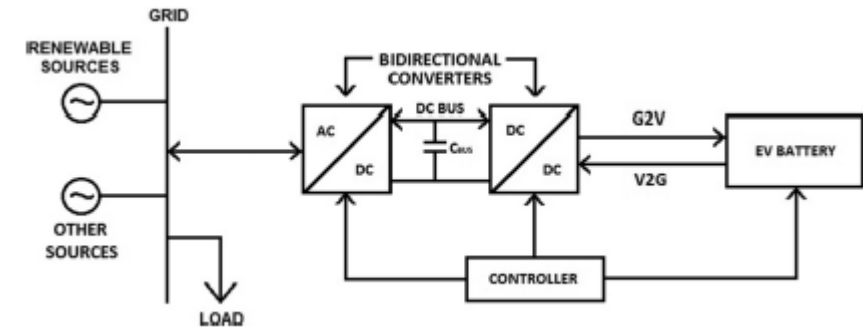 GRID
IRENEWABLE
SOURCES
BIDIRECTIONAL
CONVERTERS
DC BUS
AC
DC
CBUS
DC
DC
G2V
V2G
EV BATTERY
OTHER
SOURCES
CONTROLLER
LOAD